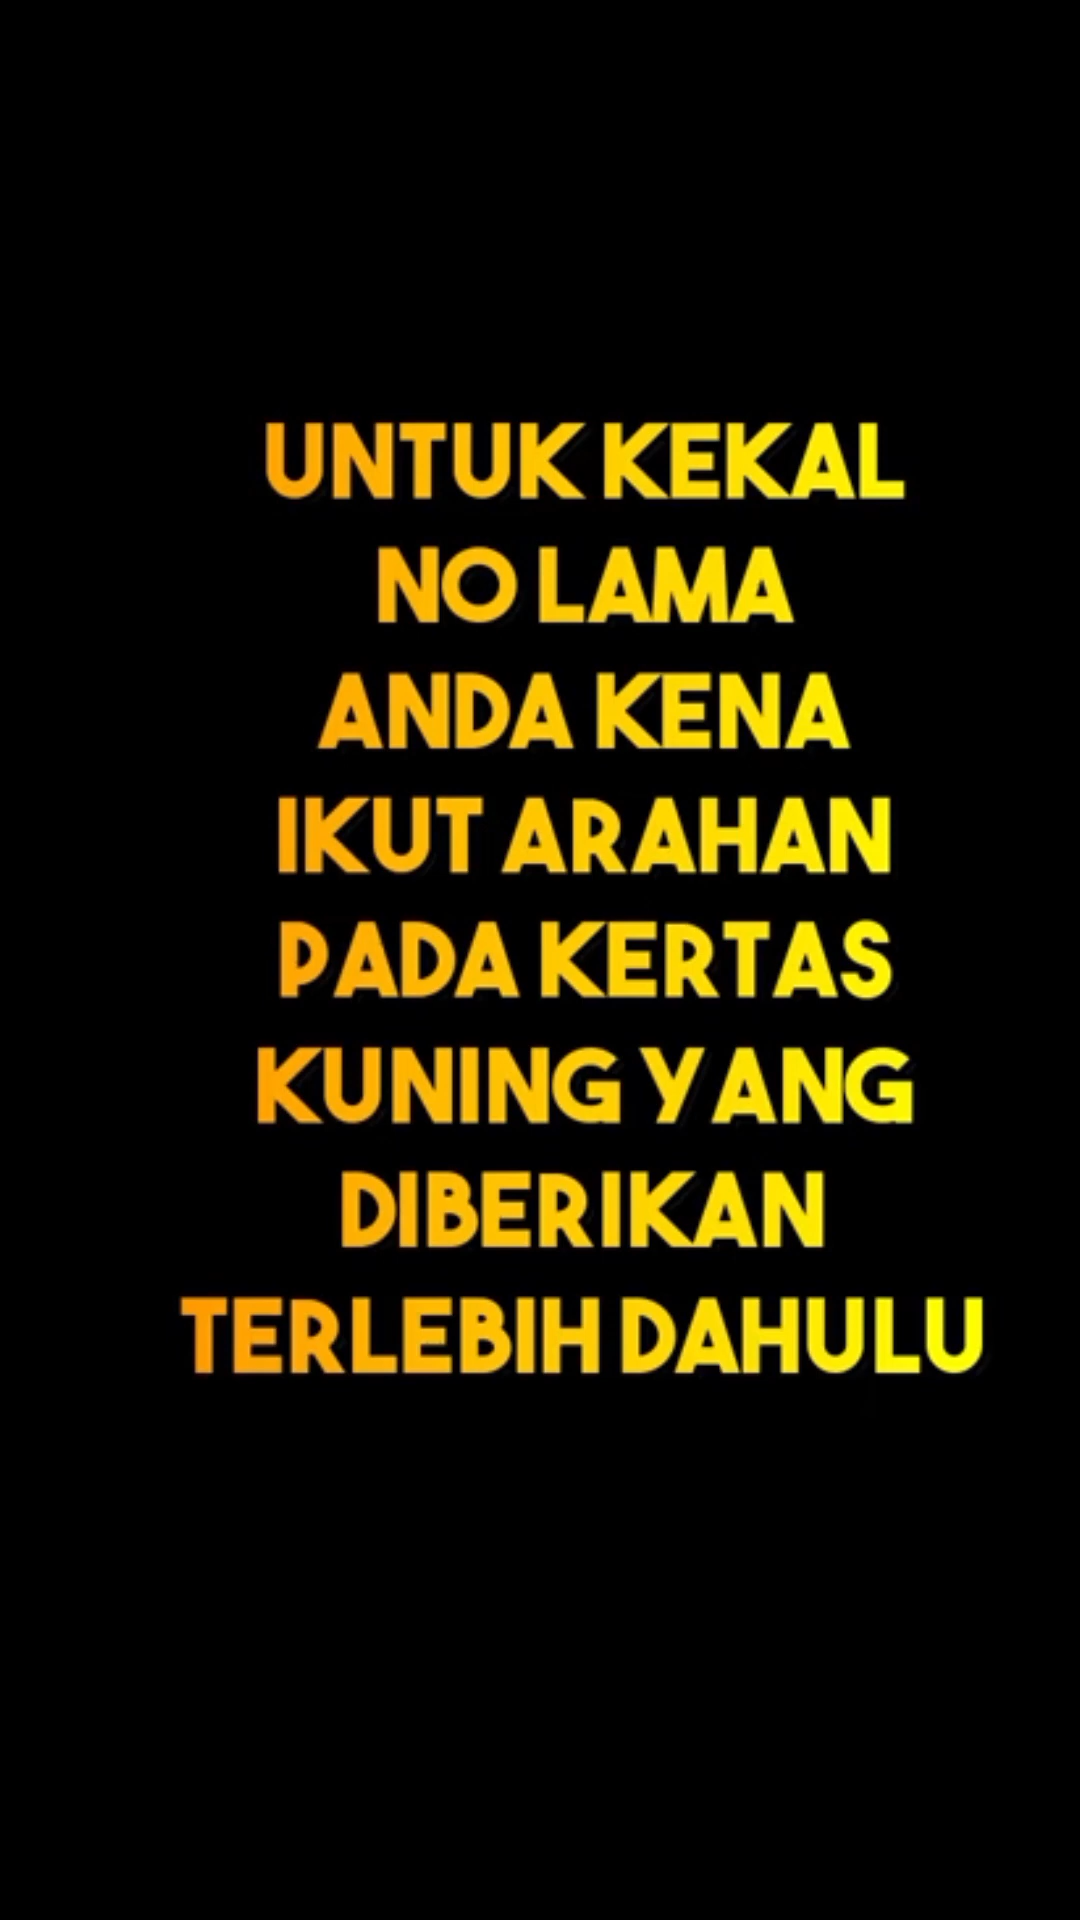 UNTUK KEKAL
NO LAMA
ANDA KENA
IKUT ARAHAN
PADA KERTAS
KUNING YANG
DIBERIKAN
TERLEBIH DAHULU